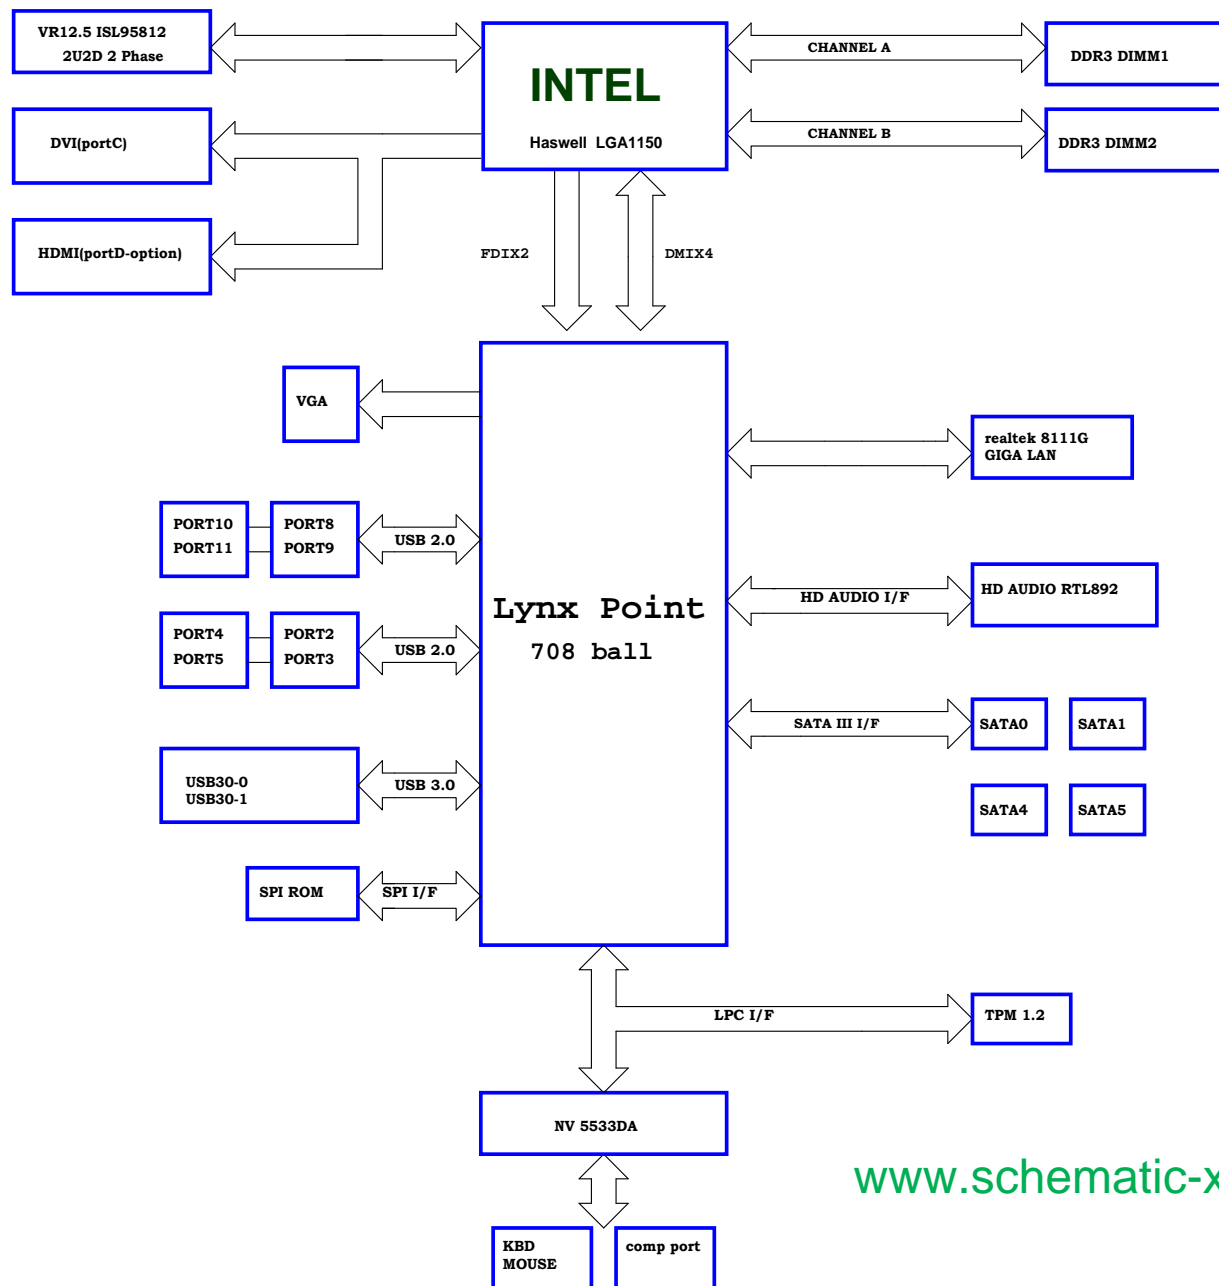 VR12.5 ISL95812
2U2D 2 Phase
INTEL
Haswell LGA1150
CHANNEL A
DDR3 DIMM1
DVI(portC)
CHANNEL B
DDR3 DIMM2
HDMI(portD-option)
FDIX2
DMIX4
VGA
realtek 8111G
GIGA LAN
PORT10
PORT11
PORT8
PORT9
USB 2.0
Lynx Point
708 ball
HD AUDIO I/F
HD AUDIO RTL892
PORT4
PORT5
PORT2
PORT3
USB 2.0
SATA III I/F
SATA0
SATA1
USB30-0
USB30-1
USB 3.0
SATA4
SATA5
SPI ROM
SPI I/F
LPC I/F
TPM 1.2
NV 5533DA
www.schematic-x
KBD
MOUSE
comp port